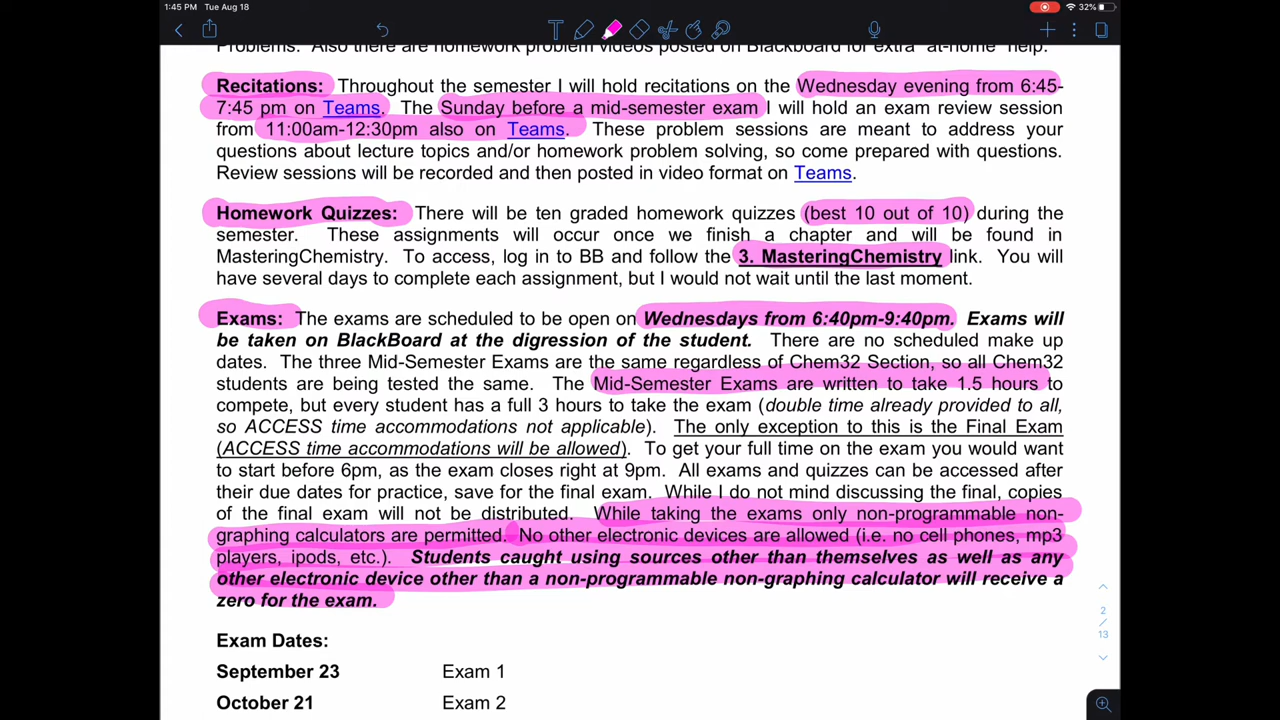 1:45 PM Tue Aug 18
32%
T
Problems. Also there are homework problem videos posted on Blackboard for extra "at-home" help.
Recitations: Throughout the semester I will hold recitations on the Wednesday evening from 6:45-
7:45 pm on Teams. The Sunday before a mid-semester exam I will hold an exam review session
from 11:00am-12:30pm also on Teams. These problem sessions are meant to address your
questions about lecture topics and/or homework problem solving, so come prepared with questions.
Review sessions will be recorded and then posted in video format on Teams.
Homework Quizzes: There will be ten graded homework quizzes (best 10 out of 10) during the
semester. These assignments will occur once we finish a chapter and will be found in
MasteringChemistry. To access, log in to BB and follow the 3. MasteringChemistry link. You will
have several days to complete each assignment, but I would not wait until the last moment.
Exams: The exams are scheduled to be open on Wednesdays from 6:40pm-9:40pm. Exams will
be taken on BlackBoard at the digression of the student. There are no scheduled make up
dates. The three Mid-Semester Exams are the same regardless of Chem32 Section, so all Chem32
students are being tested the same. The Mid-Semester Exams are written to take 1.5 hours to
compete, but every student has a full 3 hours to take the exam (double time already provided to all,
so ACCESS time accommodations not applicable). The only exception to this is the Final Exam
(ACCESS time accommodations will be allowed). To get your full time on the exam you would want
to start before 6pm, as the exam closes right at 9pm. All exams and quizzes can be accessed after
their due dates for practice, save for the final exam. While I do not mind discussing the final, copies
of the final exam will not be distributed. While taking the exams only non-programmable non-
graphing calculators are permitted. No other electronic devices are allowed (i.e. no cell phones, mp3
players, ipods, etc.). Students caught using sources other than themselves as well as any
other electronic device other than a non-programmable non-graphing calculator will receive a
zero for the exam.
2
/
13
Exam Dates:
September 23 Exam 1
October 21 Exam 2